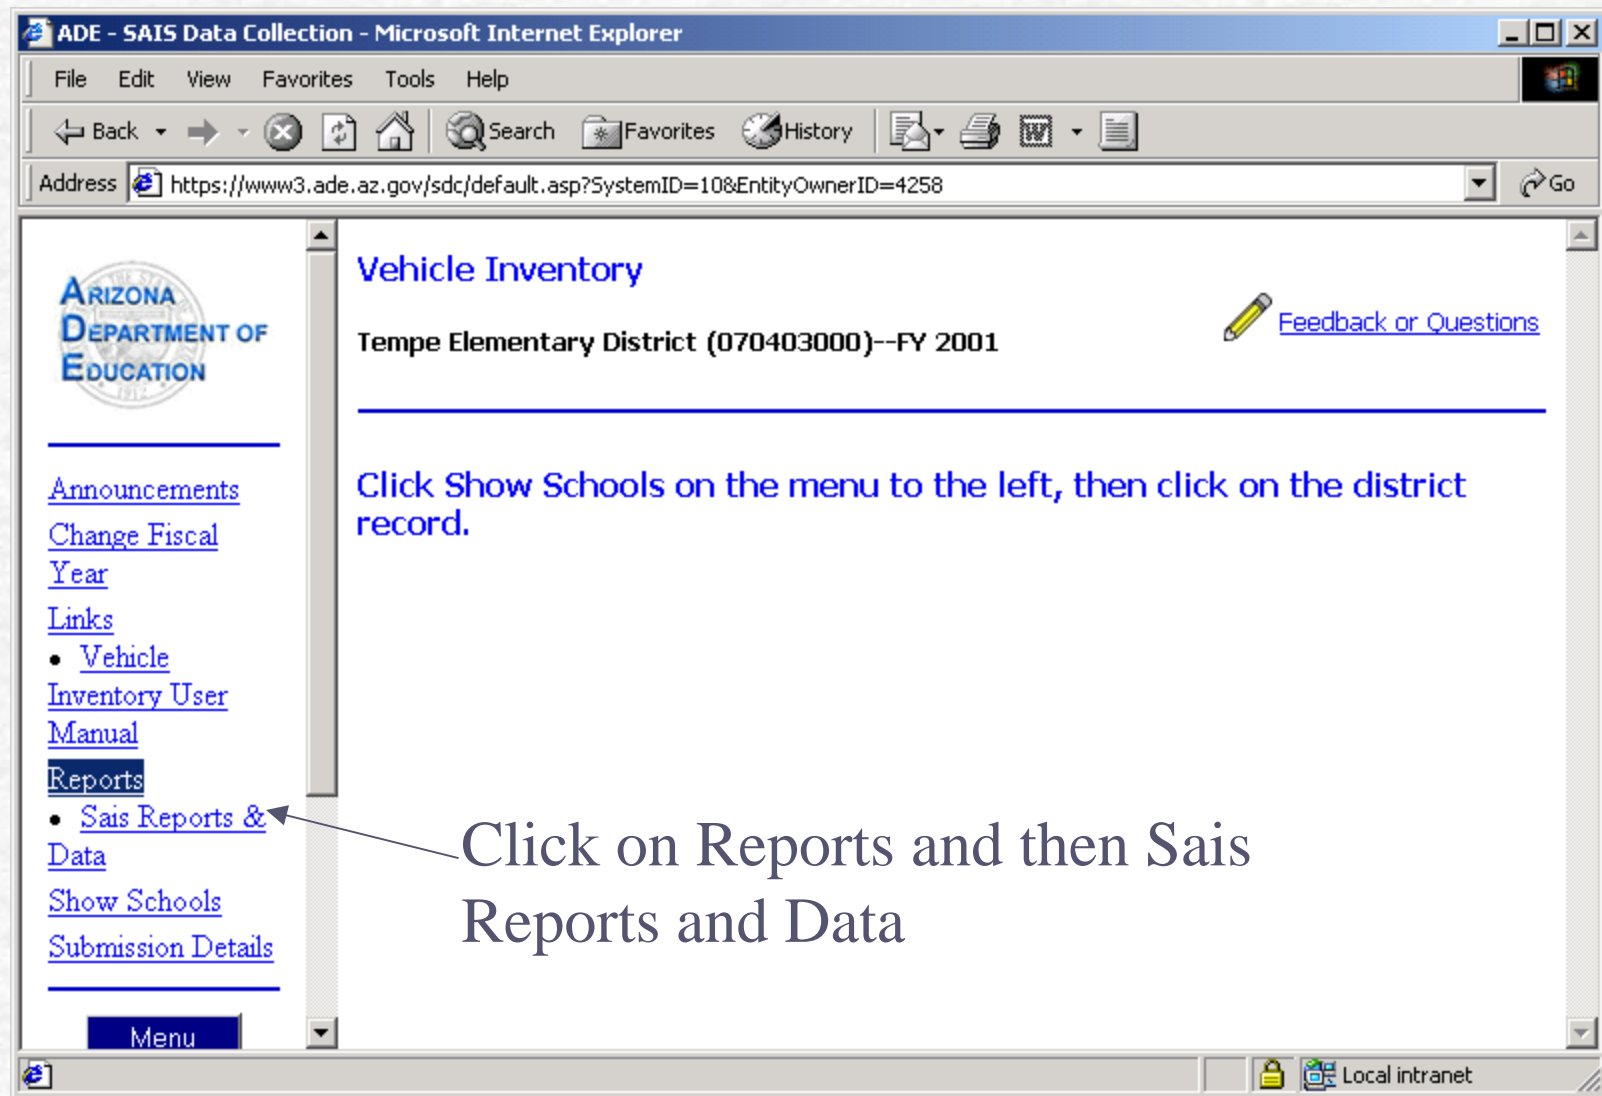 ADE - SAIS Data Collection - Microsoft Internet Explorer
File Edit View Favorites Tools Help
Back Search Favorites History
Address https://www3.ade.az.gov/sdc/default.asp?SystemID=10&EntityOwnerID=4258 Go
ARIZONA
DEPARTMENT OF
EDUCATION
1912
Announcements
Change Fiscal
Year
Links
• Vehicle
Inventory User
Manual
Reports
• Sais Reports &
Data
Show Schools
Submission Details
Menu
Vehicle Inventory
Tempe Elementary District (070403000)--FY 2001
Feedback or Questions
Click Show Schools on the menu to the left, then click on the district
record.
Click on Reports and then Sais
Reports and Data
Local intranet